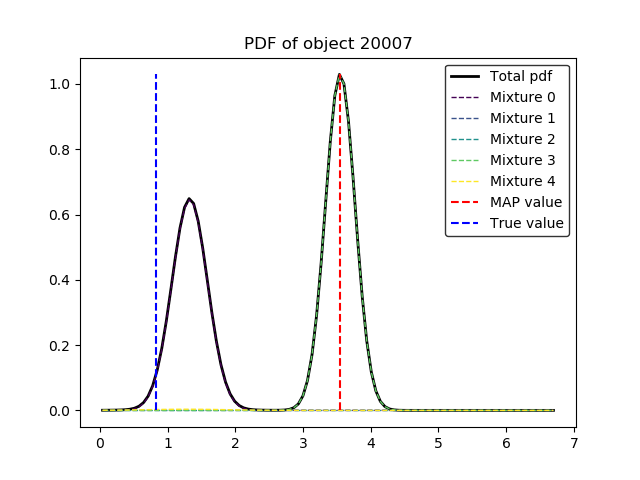 PDF of object 20007
1.0
0.8
0.6
0.4
0.2
0.0
0 1 2 3 4 5 6 7
Total pdf
Mixture 0
Mixture 1
Mixture 2
Mixture 3
Mixture 4
MAP value
True value